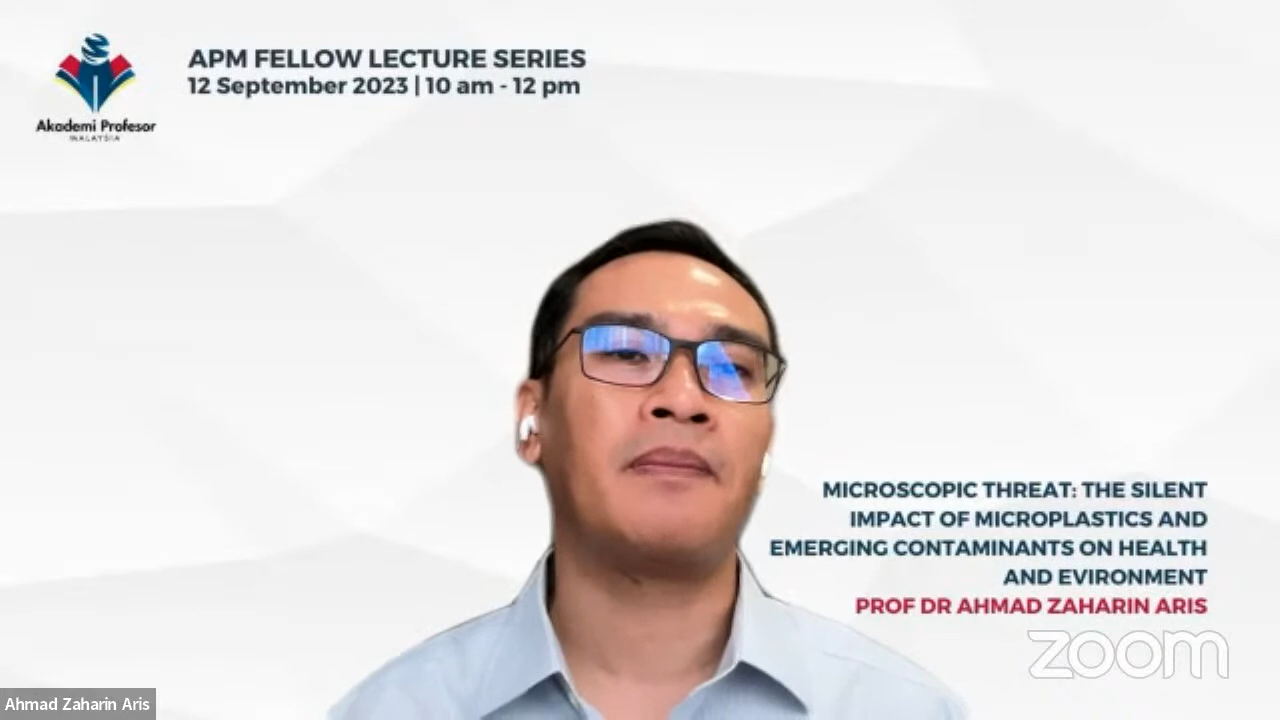 APM FELLOW LECTURE SERIES
12 September 2023 | 10 am - 12 pm
Akademi Profesor
MALAYSIA
MICROSCOPIC THREAT: THE SILENT
IMPACT OF MICROPLASTICS AND
EMERGING CONTAMINANTS ON HEALTH
AND EVIRONMENT
PROF DR AHMAD ZAHARIN ARIS
zoom
Ahmad Zaharin Aris